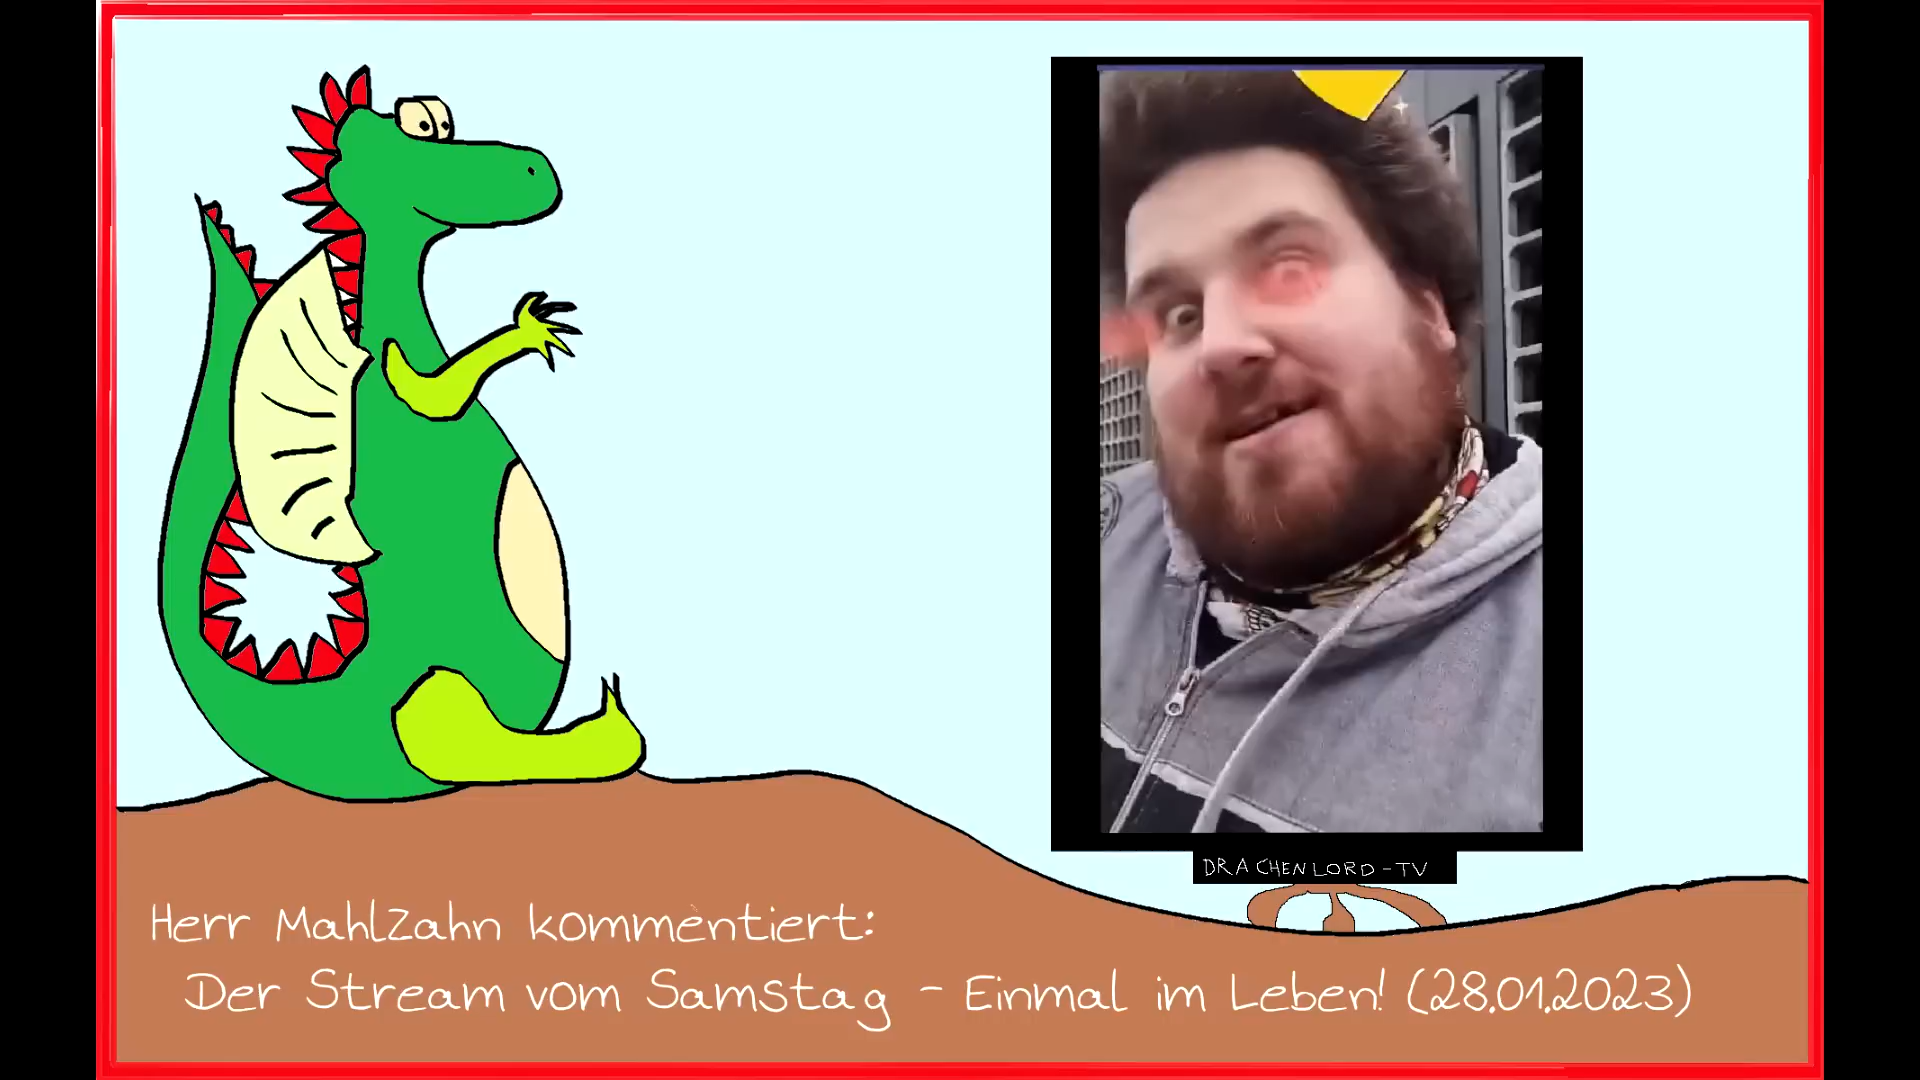 DRACHENLORD-TV
Herr Mahlzahn kommentiert:
Der Stream vom Samstag - Einmal im Leben! (28.01.2023)